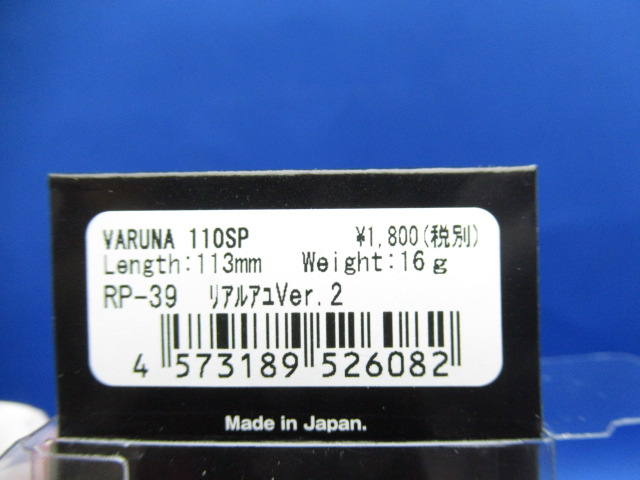 VARUNA 110SP ¥1,800(税別)
Length:113mm Weight:16g
RP-39 ﾘｱﾙｱﾕVer.2
4 573189 526082
Made in Japan.